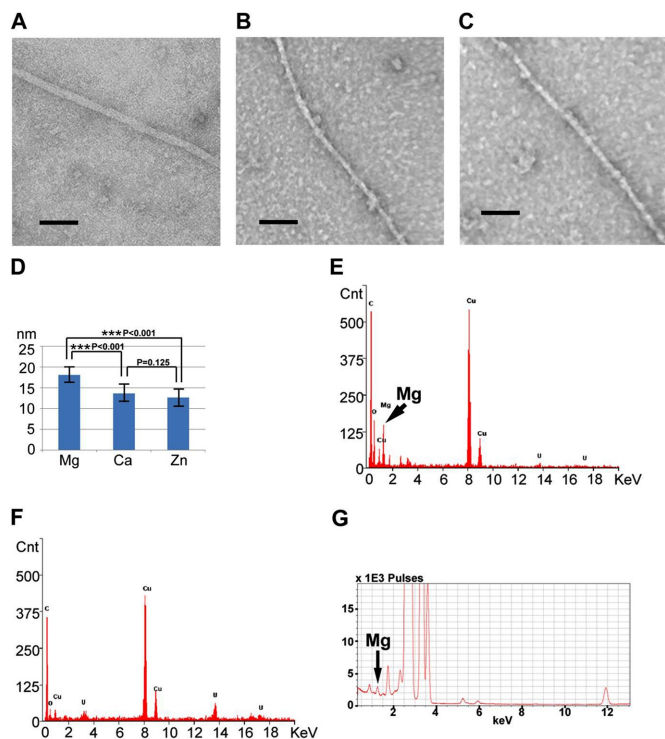 A
B
C
D
nm
25
20
15
10
5
0
***P<0.001
***P<0.001
P=0.125
Mg
Ca
Zn
E
Cnt
500
375
250
125
C
O
Cu
Mg
Mg
Cu
Cu
U
U
0 2 4 6 8 10 12 14 16 18 KeV
F
Cnt
500
375
250
125
C
O
Cu
U
Cu
Cu
U
U
0 2 4 6 8 10 12 14 16 18 KeV
G
x 1E3 Pulses
15
10
5
0
Mg
2 4 6 8 10 12
keV